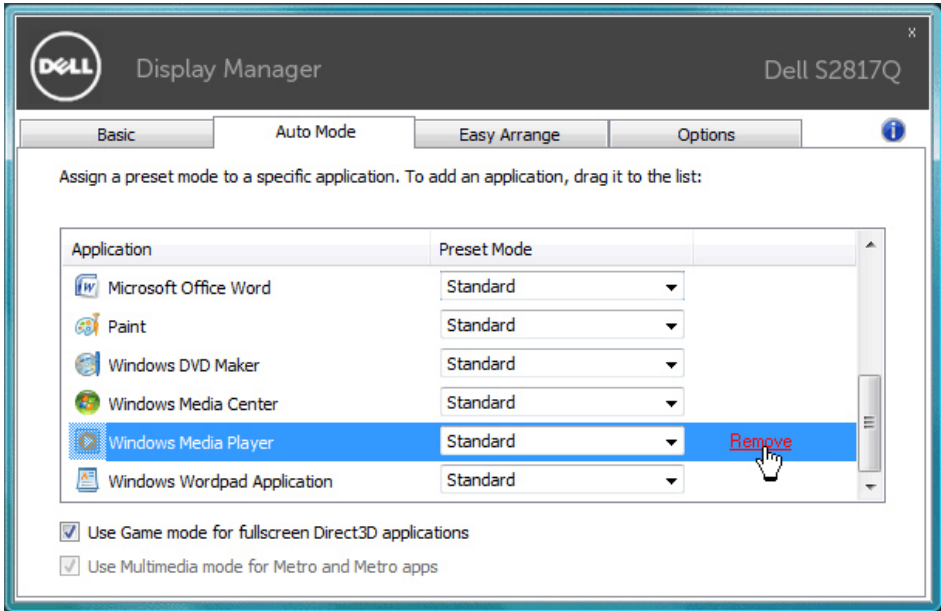 DELL
Display Manager
x
Dell S2817Q
Basic
Auto Mode
Easy Arrange
Options
i
Assign a preset mode to a specific application. To add an application, drag it to the list:
Application
Preset Mode
Microsoft Office Word
Standard
Paint
Standard
Windows DVD Maker
Standard
Windows Media Center
Standard
Windows Media Player
Standard
Remove
Windows Wordpad Application
Standard
Use Game mode for fullscreen Direct3D applications
Use Multimedia mode for Metro and Metro apps